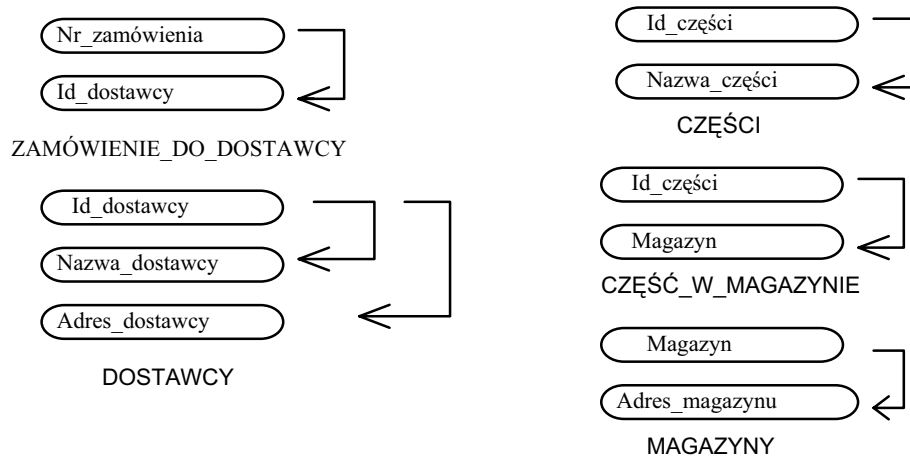 Nr_zamówienia
Id_dostawcy
ZAMÓWIENIE_DO_DOSTAWCY
Id_dostawcy
Nazwa_dostawcy
Adres_dostawcy
DOSTAWCY
Id_części
Nazwa_części
CZĘŚCI
Id_części
Magazyn
CZĘŚĆ_W_MAGAZYNIE
Magazyn
Adres_magazynu
MAGAZYNY